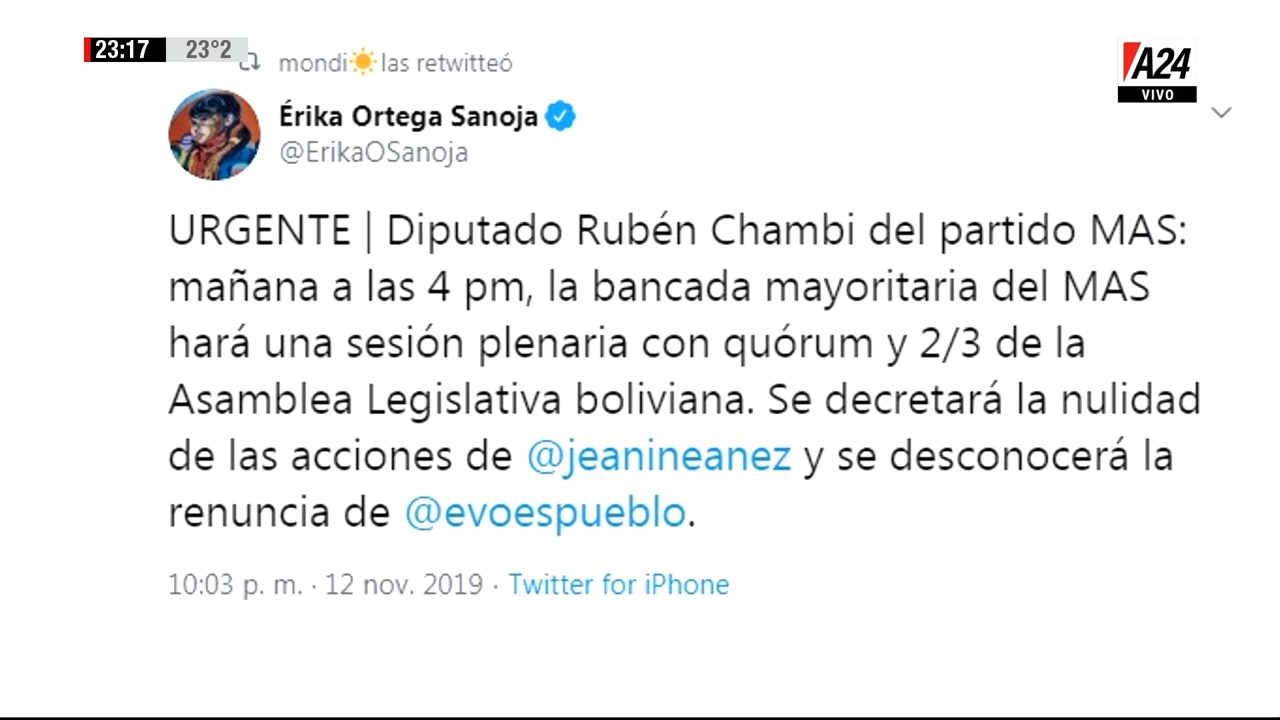 23:17 23°2
mondi☀️las retwitteó
A24
VIVO
Érika Ortega Sanoja
@ErikaOSanoja
URGENTE | Diputado Rubén Chambi del partido MAS:
mañana a las 4 pm, la bancada mayoritaria del MAS
hará una sesión plenaria con quórum y 2/3 de la
Asamblea Legislativa boliviana. Se decretará la nulidad
de las acciones de @jeanineanez y se desconocerá la
renuncia de @evoespueblo.
10:03 p. m. · 12 nov. 2019 · Twitter for iPhone